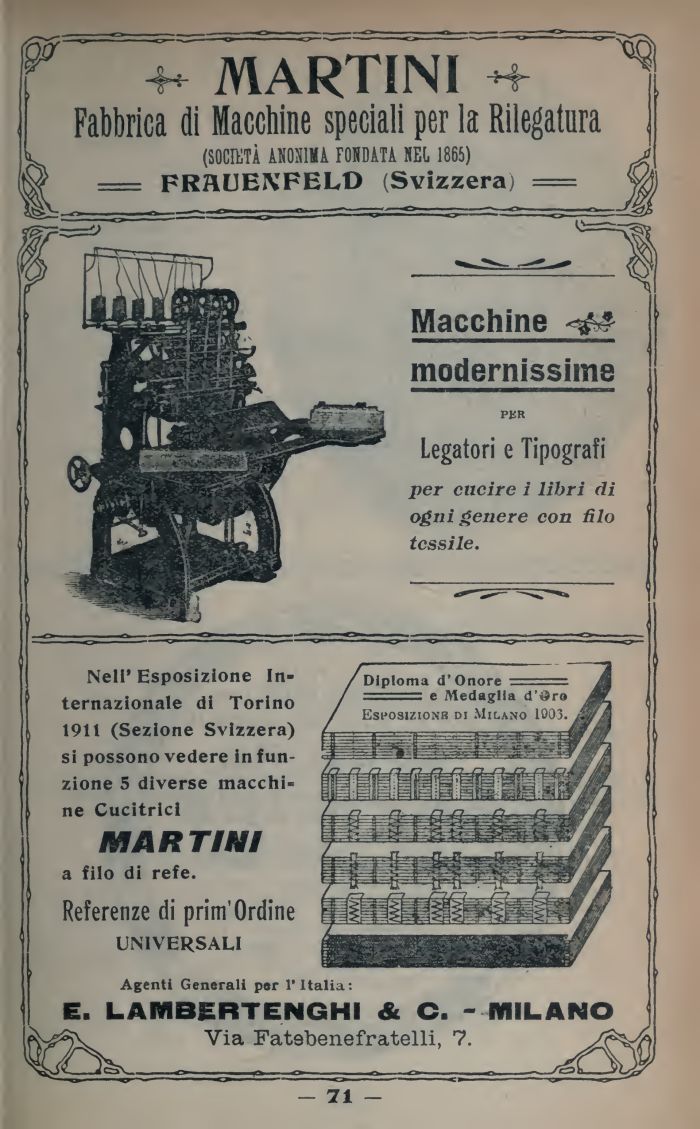 MARTINI
Fabbrica di Macchine speciali per la Rilegatura
(SOCIETÀ ANONIMA FONDATA NEL 1865)
FRAUENFELD (Svizzera)
Macchine
modernissime
PER
Legatori e Tipografi
per cucire i libri di
ogni genere con filo
tessile.
Nell' Esposizione In-
ternazionale di Torino
1911 (Sezione Svizzera)
si possono vedere in fun-
zione 5 diverse macchi-
ne Cucitrici
MARTINI
a filo di refe.
Referenze di prim'Ordine
UNIVERSALI
Diploma d'Onore
e Medaglia d'Oro
ESPOSIZIONE DI MILANO 1903.
Agenti Generali per l'Italia:
E. LAMBERTENGHI & C. - MILANO
Via Fatebenefratelli, 7.
— 71 —